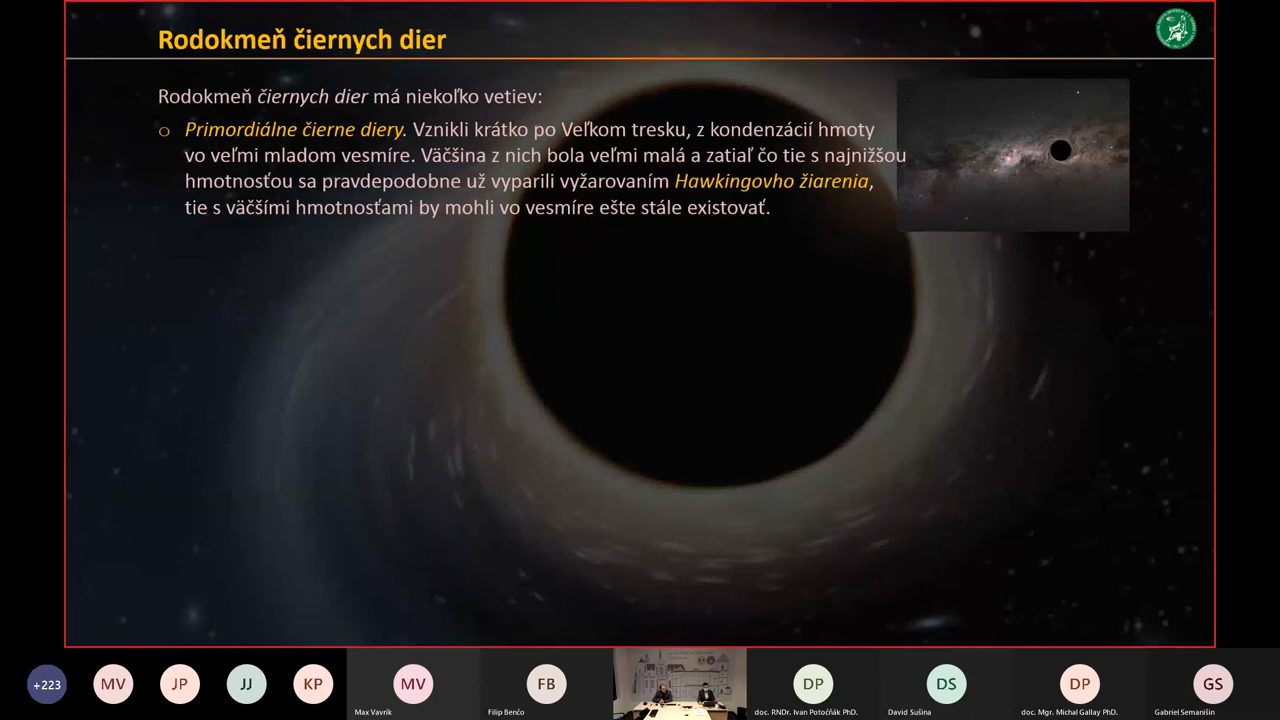 Rodokmeň čiernych dier
Rodokmeň čiernych dier má niekoľko vetiev:
o Primordiálne čierne diery. Vznikli krátko po Veľkom tresku, z kondenzácií hmoty
vo veľmi mladom vesmíre. Väčšina z nich bola veľmi malá a zatiaľ čo tie s najnižšou
hmotnosťou sa pravdepodobne už vyparili vyžarovaním Hawkingovho žiarenia,
tie s väčšími hmotnosťami by mohli vo vesmíre ešte stále existovať.
+223 MV JP JJ KP MV FB DP DS DP GS
Max Vavrík Filip Benčo doc. RNDr. Ivan Potočňák PhD. David Sušina doc. Mgr. Michal Gallay PhD. Gabriel Semanišin